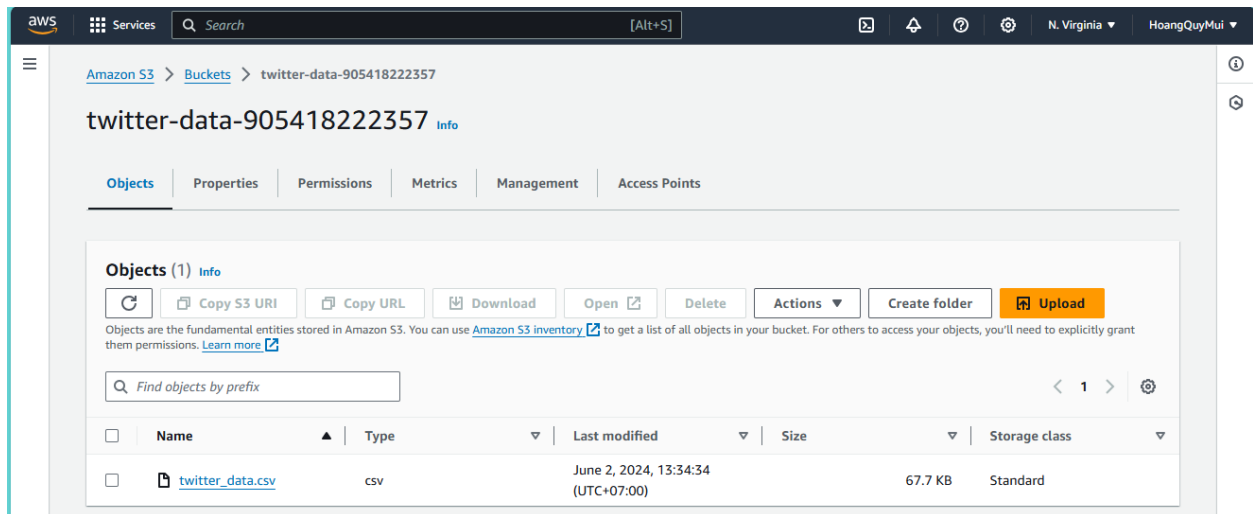 aws Services Search [Alt+S] N. Virginia HoangQuyMui
Amazon S3 > Buckets > twitter-data-905418222357
twitter-data-905418222357 Info
Objects Properties Permissions Metrics Management Access Points
Objects (1) Info
Copy S3 URI Copy URL Download Open Delete Actions Create folder Upload
Objects are the fundamental entities stored in Amazon S3. You can use Amazon S3 inventory to get a list of all objects in your bucket. For others to access your objects, you'll need to explicitly grant
them permissions. Learn more
Find objects by prefix 1
Name Type Last modified Size Storage class
twitter_data.csv csv June 2, 2024, 13:34:34 67.7 KB Standard
(UTC+07:00)